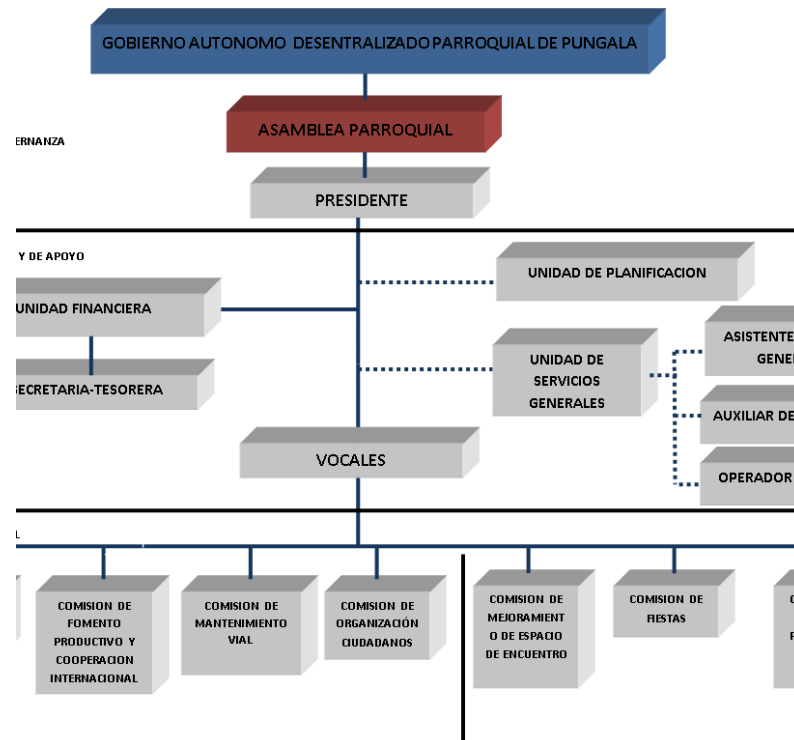 GOBIERNO AUTONOMO DESENTRALIZADO PARROQUIAL DE PUNGALA
ASAMBLEA PARROQUIAL
ERNANZA
PRESIDENTE
Y DE APOYO
UNIDAD DE PLANIFICACION
UNIDAD FINANCIERA
ASISTENTE
GENE
UNIDAD DE
SERVICIOS
GENERALES
SECRETARIA-TESORERA
AUXILIAR DE
VOCALES
OPERADOR
L
COMISION DE
FOMENTO
PRODUCTIVO Y
COOPERACION
INTERNACIONAL
COMISION DE
MANTENIMIENTO
VIAL
COMISION DE
ORGANIZACIÓN
CIUDADANOS
COMISION DE
MEJORAMIENT
O DE ESPACIO
DE ENCUENTRO
COMISION DE
FIESTAS